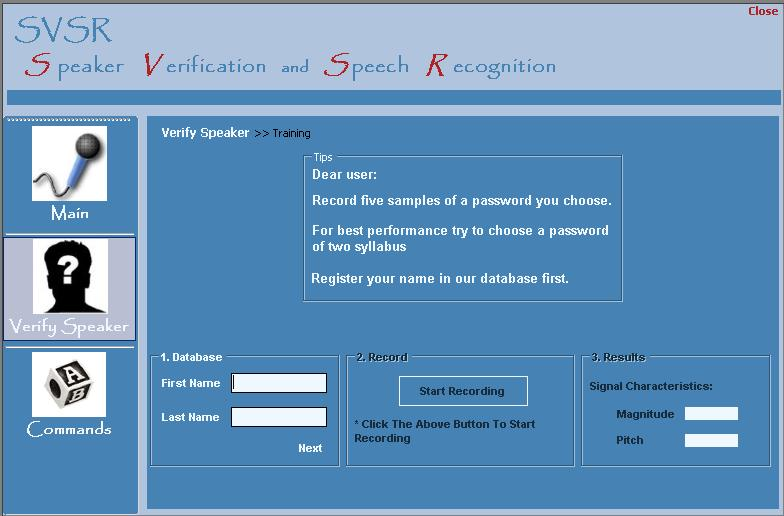 Close
SVSR
Speaker Verification and Speech Recognition
Main
Verify Speaker
Commands
Verify Speaker >> Training
Tips
Dear user:
Record five samples of a password you choose.
For best performance try to choose a password
of two syllabus
Register your name in our database first.
1. Database
First Name
Last Name
Next
2. Record
Start Recording
* Click The Above Button To Start
Recording
3. Results
Signal Characteristics:
Magnitude
Pitch
A
B
?